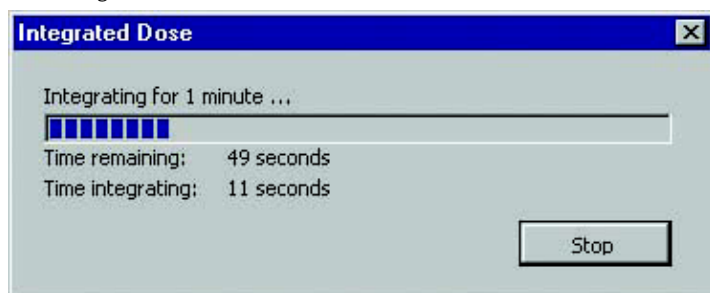 Integrated Dose
Integrating for 1 minute ...
Time remaining: 49 seconds
Time integrating: 11 seconds
Stop